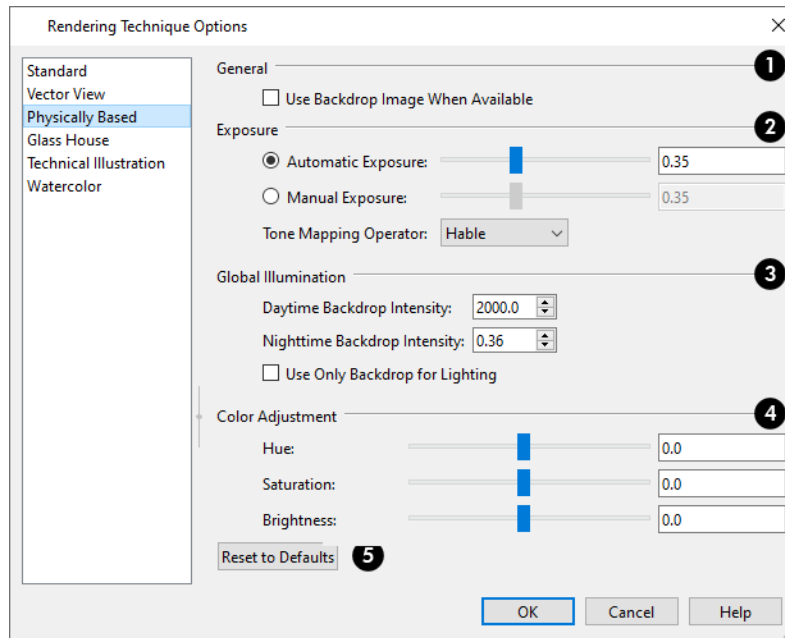 Rendering Technique Options
Standard
Vector View
Physically Based
Glass House
Technical Illustration
Watercolor
General 1
Use Backdrop Image When Available
Exposure 2
Automatic Exposure: 0.35
Manual Exposure: 0.35
Tone Mapping Operator: Hable
Global Illumination 3
Daytime Backdrop Intensity: 2000.0
Nighttime Backdrop Intensity: 0.36
Use Only Backdrop for Lighting
Color Adjustment 4
Hue: 0.0
Saturation: 0.0
Brightness: 0.0
Reset to Defaults 5
OK Cancel Help